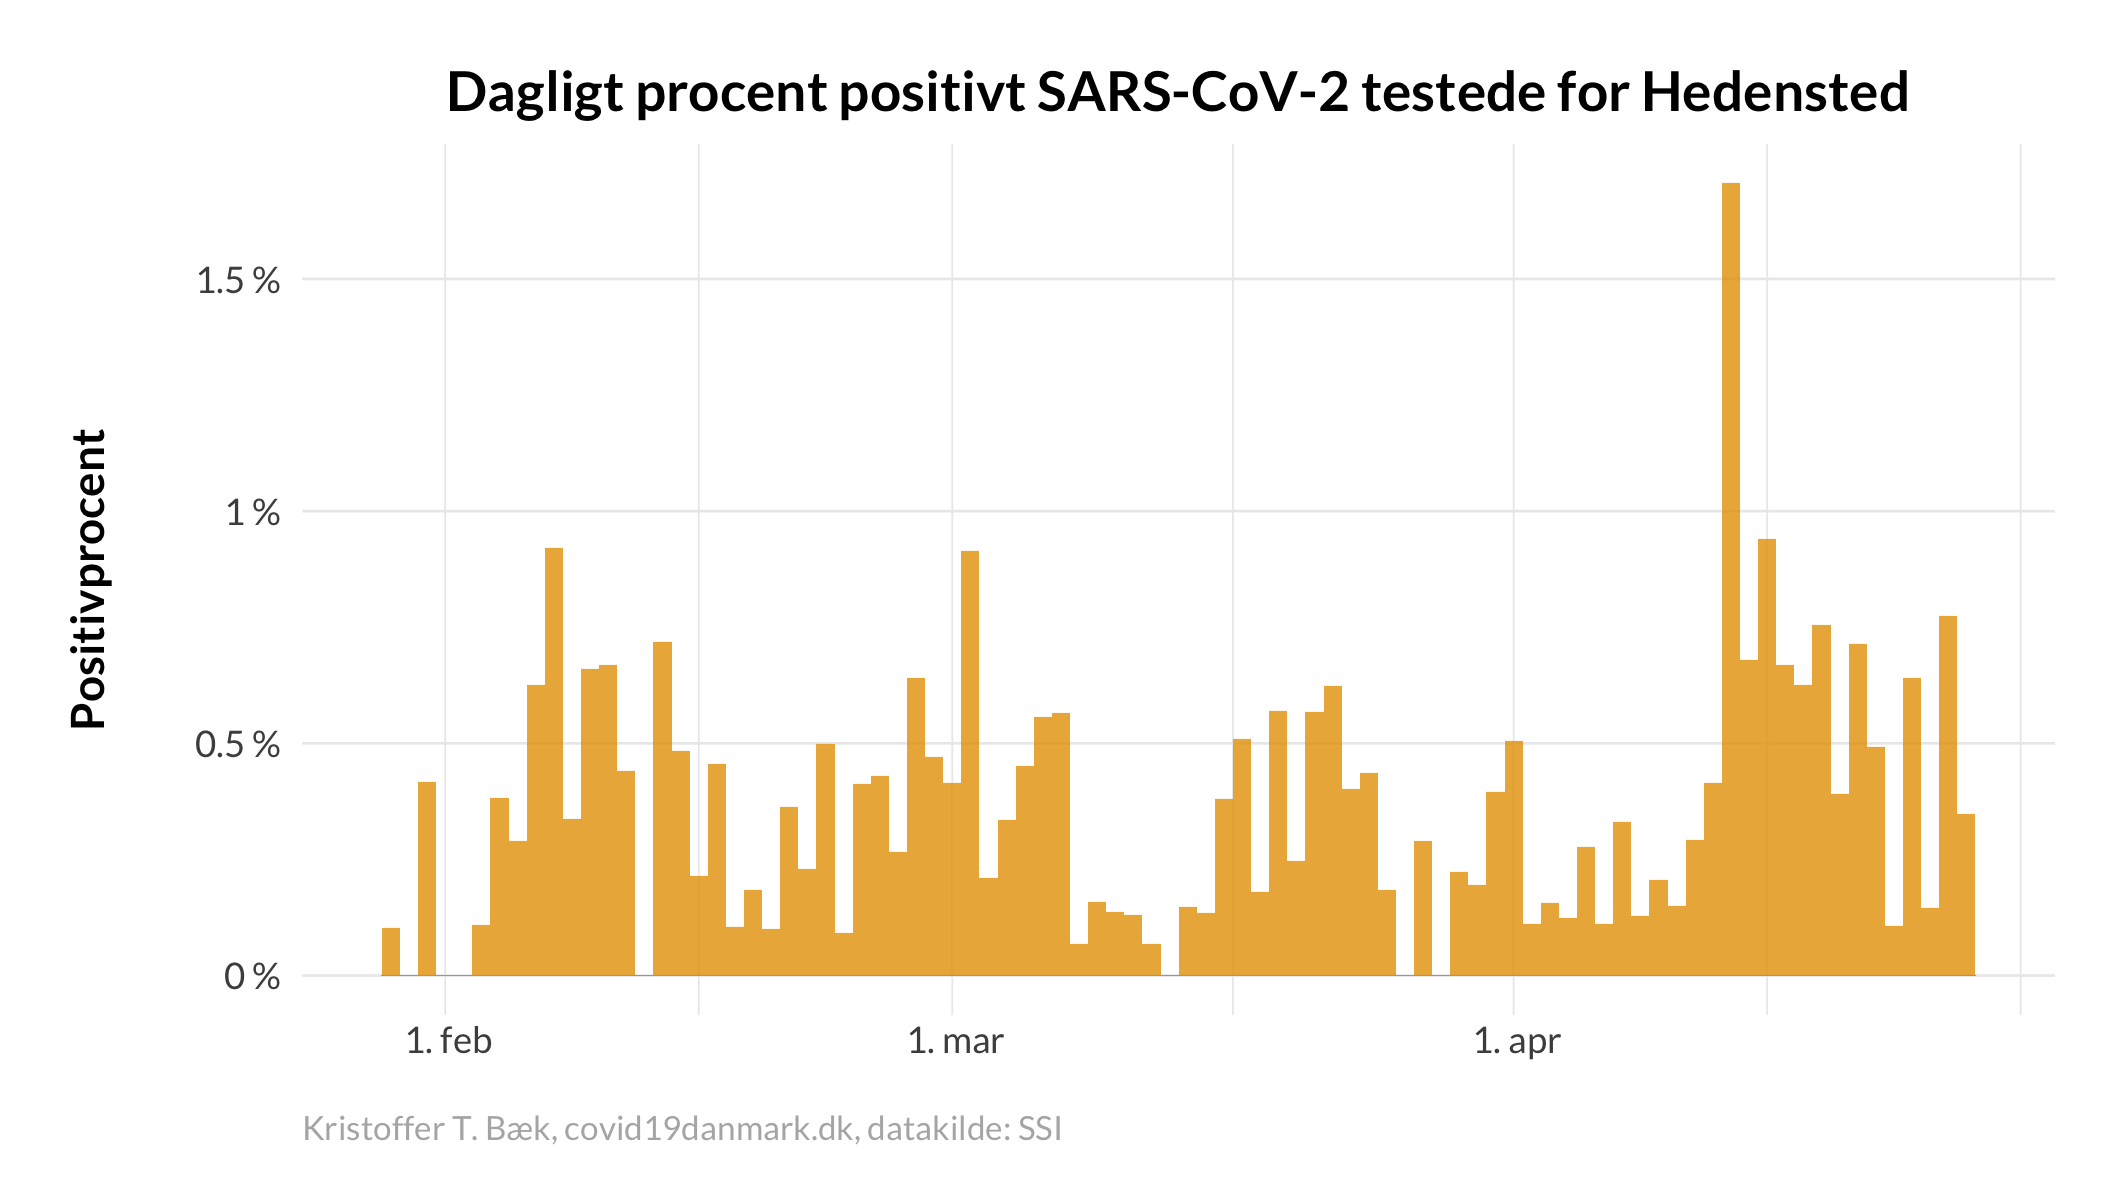 Dagligt procent positivt SARS-CoV-2 testede for Hedensted
Positivprocent
1.5 %
1 %
0.5 %
0 %
1. feb
1. mar
1. apr
Kristoffer T. Bæk, covid19danmark.dk, datakilde: SSI